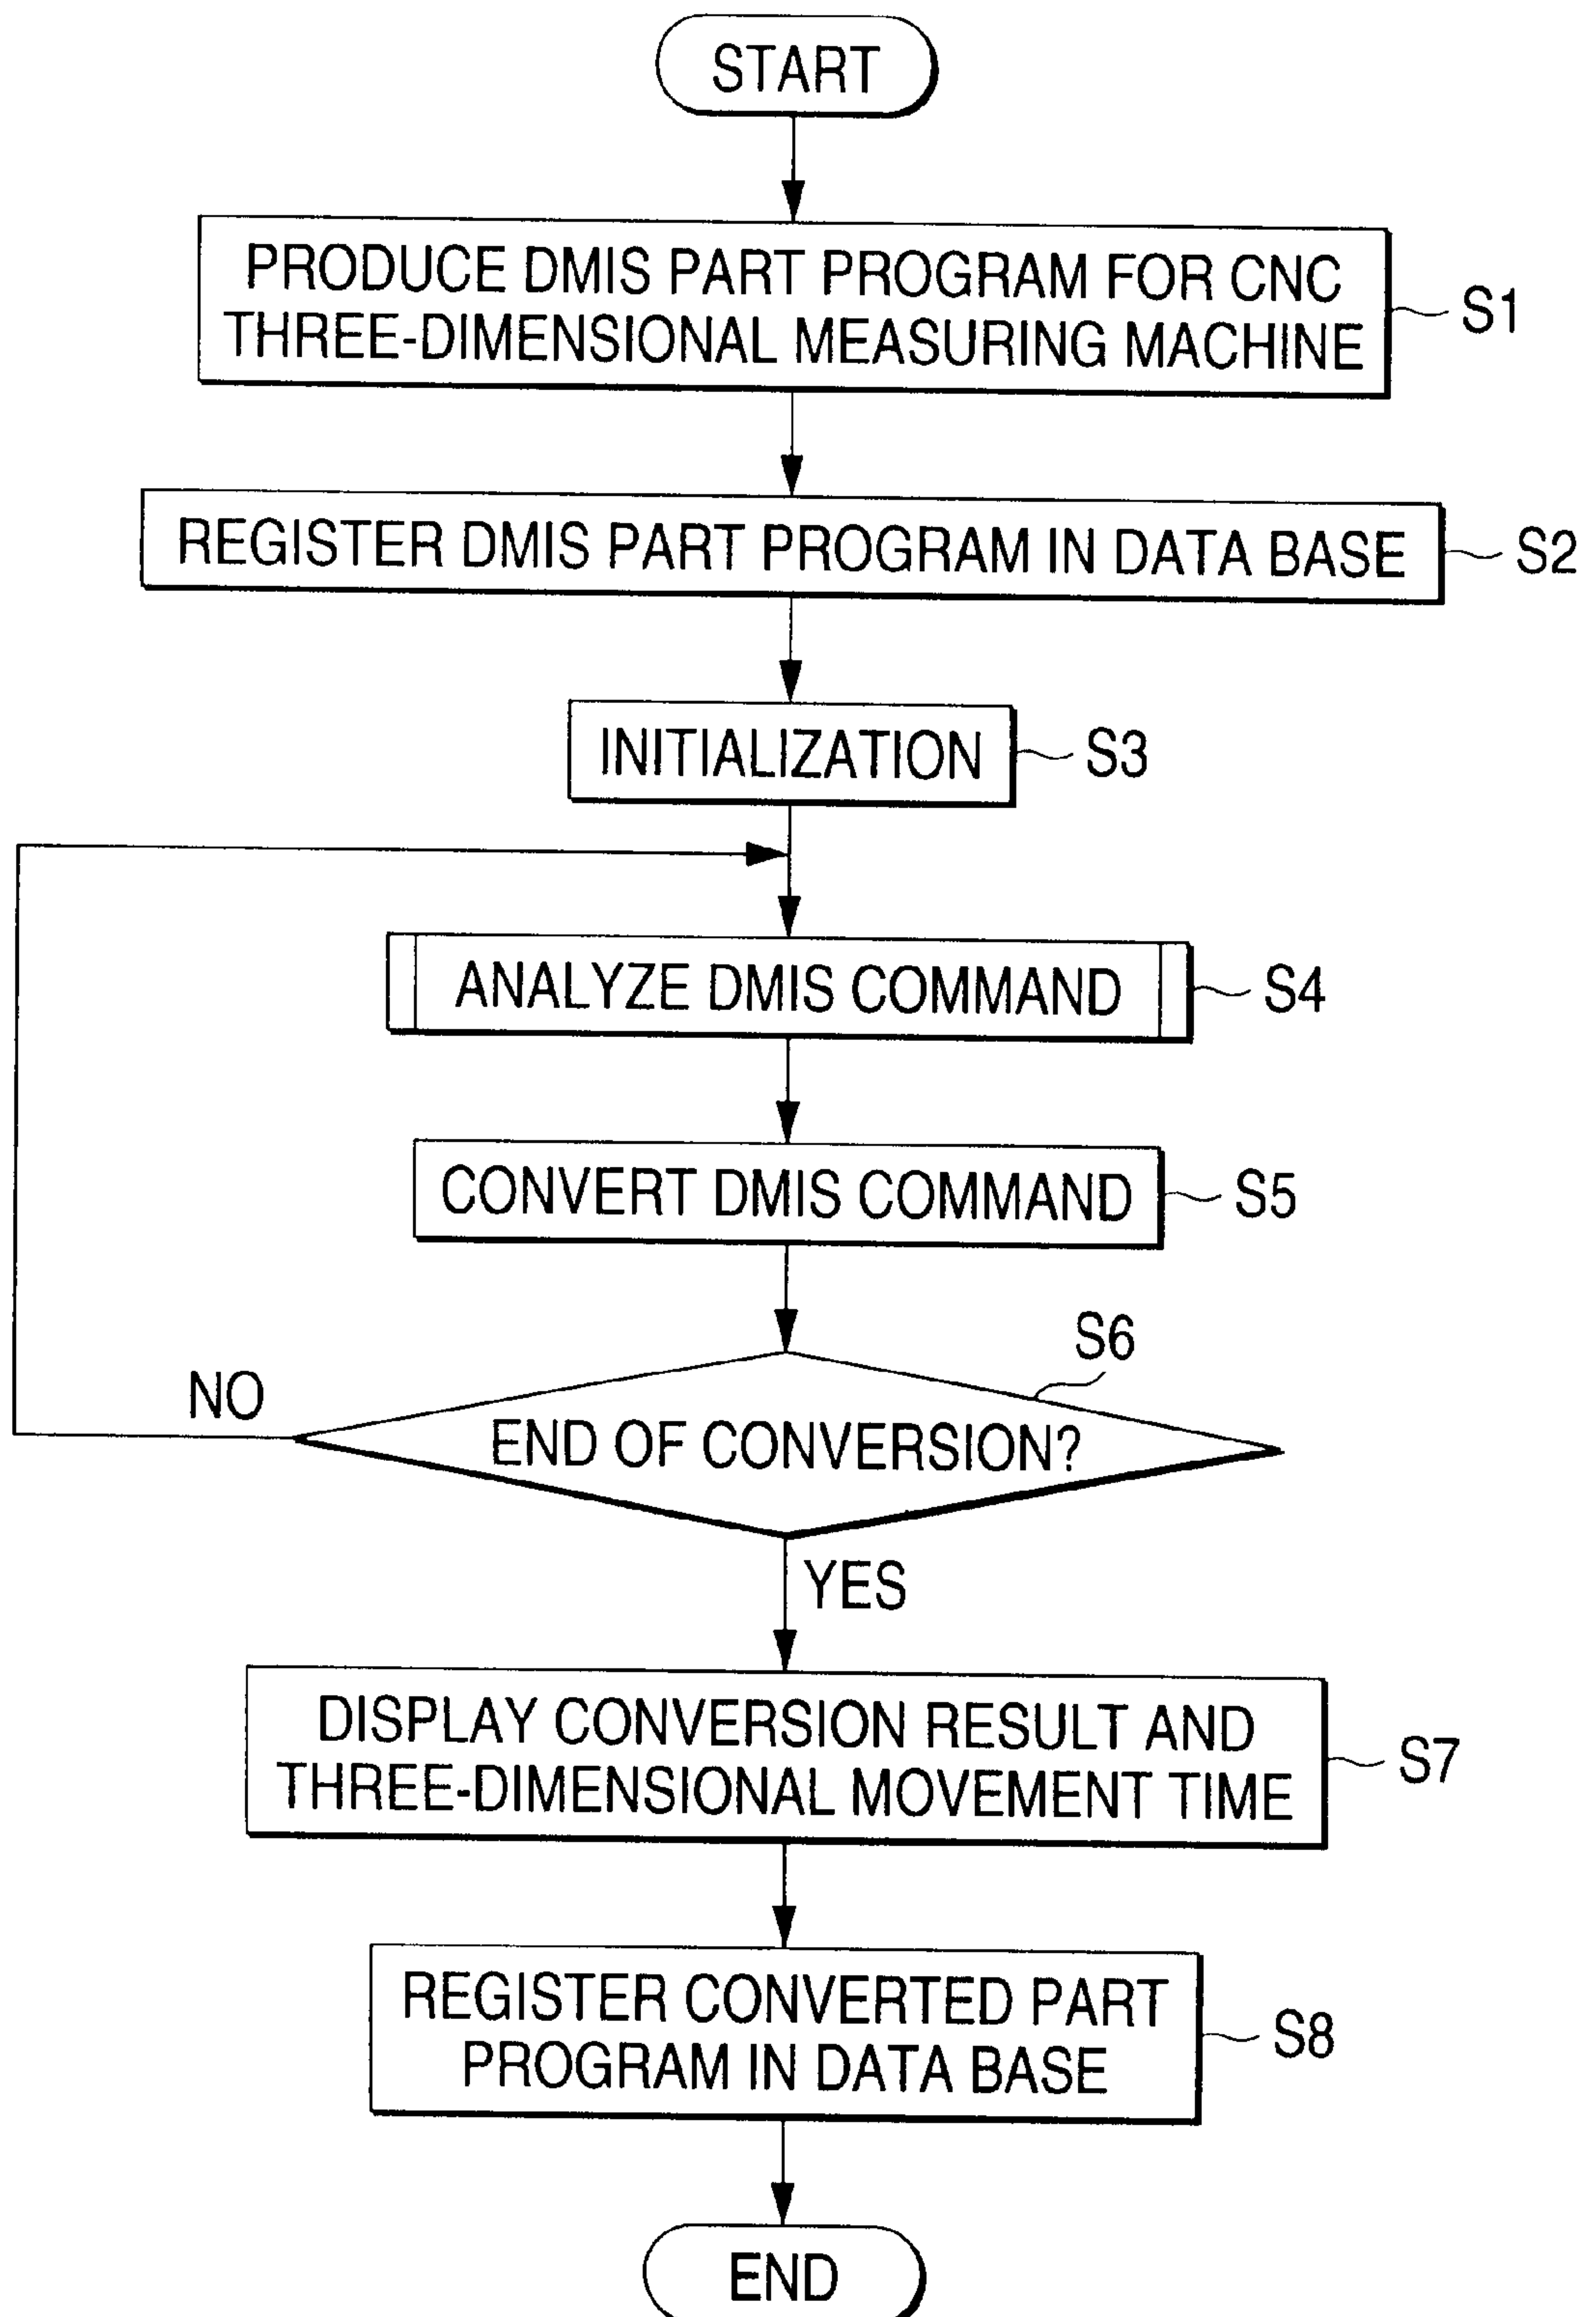 START
PRODUCE DMIS PART PROGRAM FOR CNC
THREE-DIMENSIONAL MEASURING MACHINE
S1
REGISTER DMIS PART PROGRAM IN DATA BASE
S2
INITIALIZATION
S3
ANALYZE DMIS COMMAND
S4
CONVERT DMIS COMMAND
S5
S6
NO
END OF CONVERSION?
YES
DISPLAY CONVERSION RESULT AND
THREE-DIMENSIONAL MOVEMENT TIME
S7
REGISTER CONVERTED PART
PROGRAM IN DATA BASE
S8
END